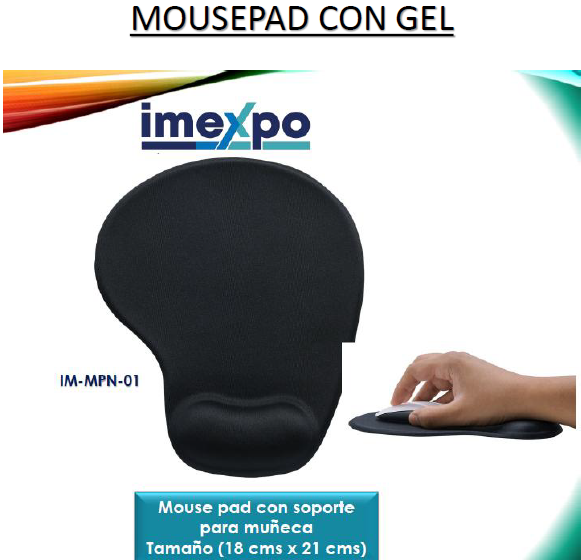 MOUSEPAD CON GEL
imexpo
IM-MPN-01
Mouse pad con soporte
para muñeca
Tamaño (18 cms x 21 cms)